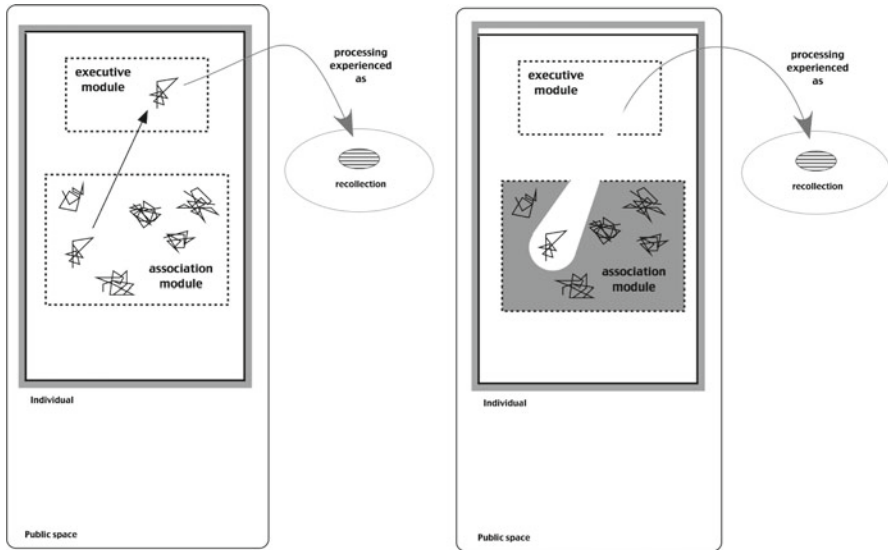 executive
module
processing
experienced
as
recollection
association
module
Individual
Public space
executive
module
processing
experienced
as
recollection
association
module
Individual
Public space